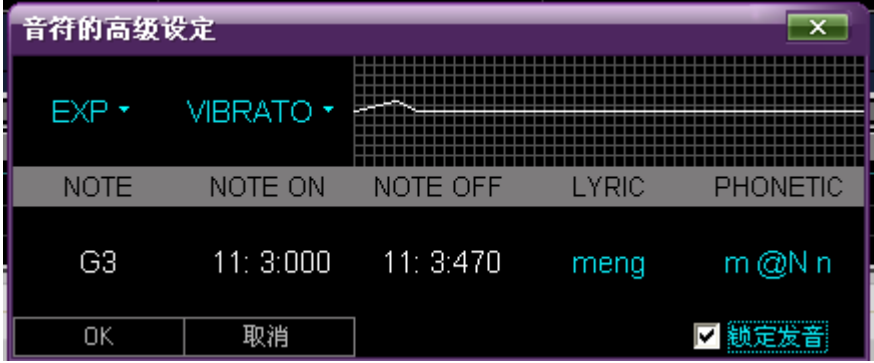 音符的高级设定
EXP VIBRATO
NOTE NOTE ON NOTE OFF LYRIC PHONETIC
G3 11: 3:000 11: 3:470 meng m @N n
OK 取消 锁定发音